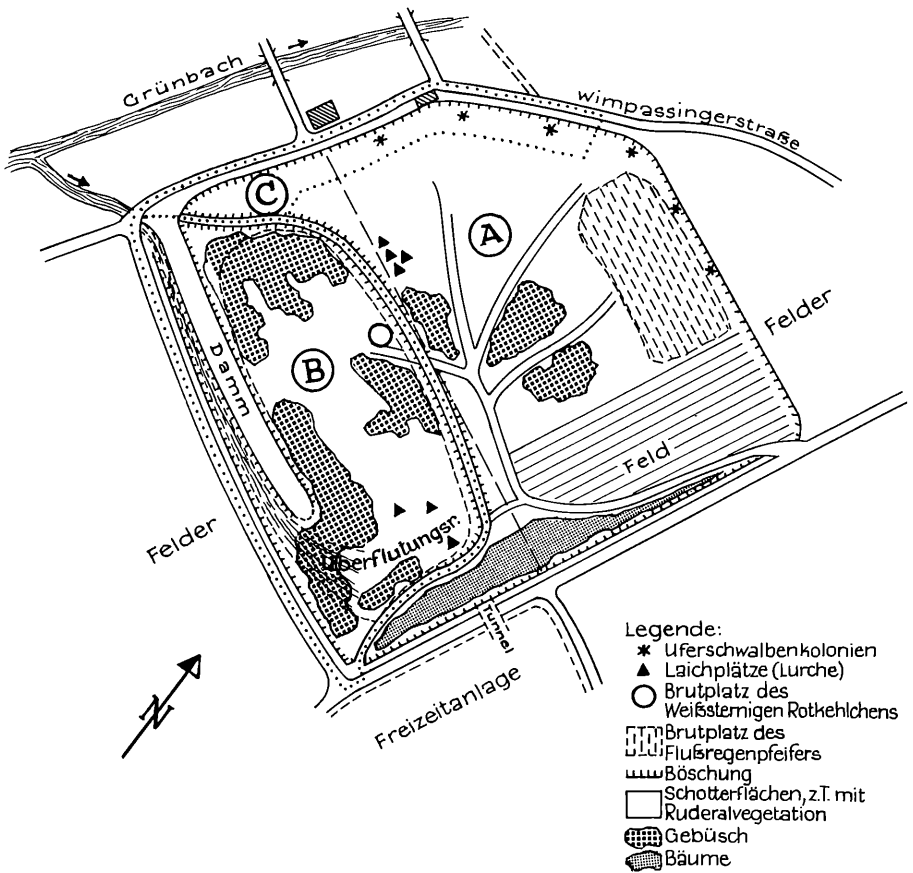 Grünbach
wimpassingerstraße
C
A
B
Damm
Felder
Feld
Felder
Überflutungsr.
Tunnel
Freizeitanlage
N
Legende:
Uferschwalbenkolonien
Laichplätze (Lurche)
Brutplatz des
Weißsternigen Rotkehlchens
Brutplatz des
Flußregenpfeifers
Böschung
Schotterflächen, z.T. mit
Ruderalvegetation
Gebüsch
Bäume